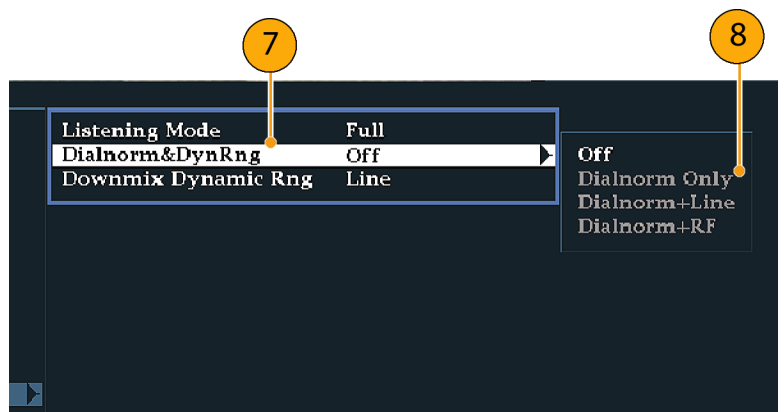 7
8
Listening Mode Full
Dialnorm&DynRng Off
Downmix Dynamic Rng Line
Off
Dialnorm Only
Dialnorm+Line
Dialnorm+RF